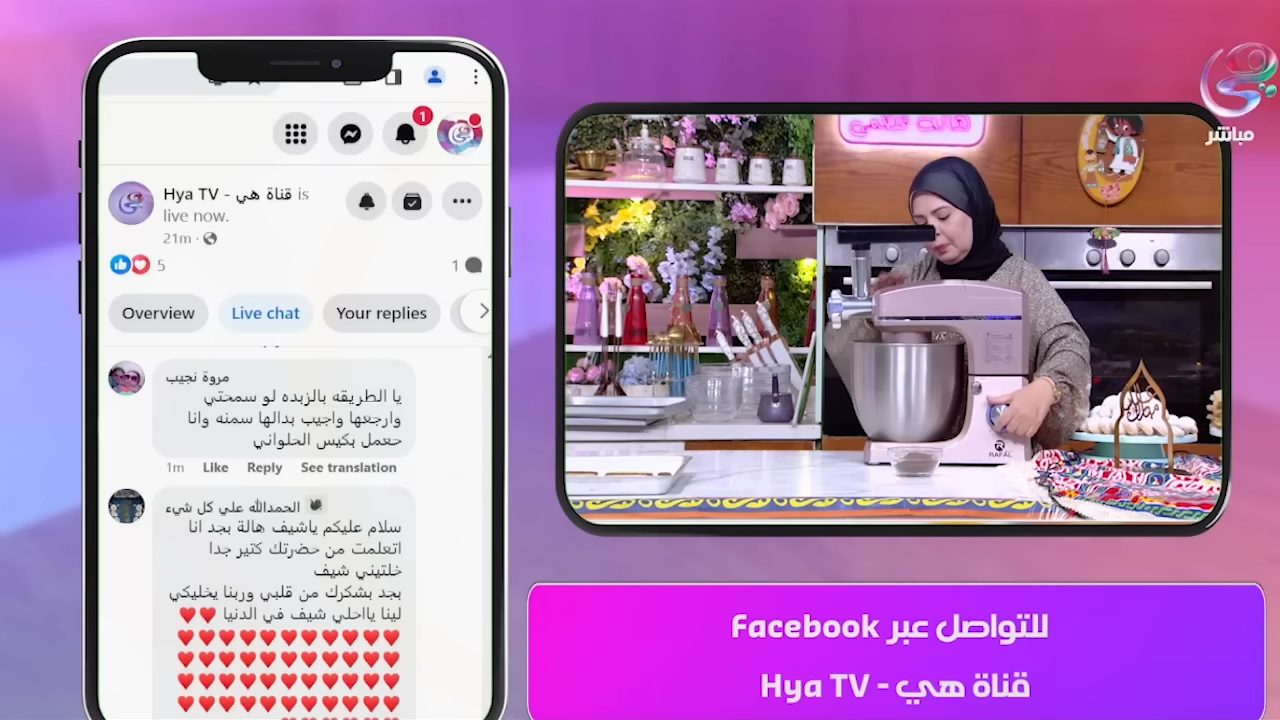 مباشر
1
Hya TV - قناة هي is
live now.
21m
5
1
Overview
Live chat
Your replies
مروة نجيب
يا الطريقه بالزبده لو سمحتي
وارجعها واجيب بدالها سمنه وانا
حعمل بكيس الحلواني
1m Like Reply See translation
الحمدالله علي كل شيء
سلام عليكم ياشيف هالة بجد انا
اتعلمت من حضرتك كتير جدا
خلتيني شيف
بجد بشكرك من قلبي وربنا يخليكي
لينا يااحلي شيف في الدنيا
RAFAL
للتواصل عبر Facebook
قناة هي - Hya TV